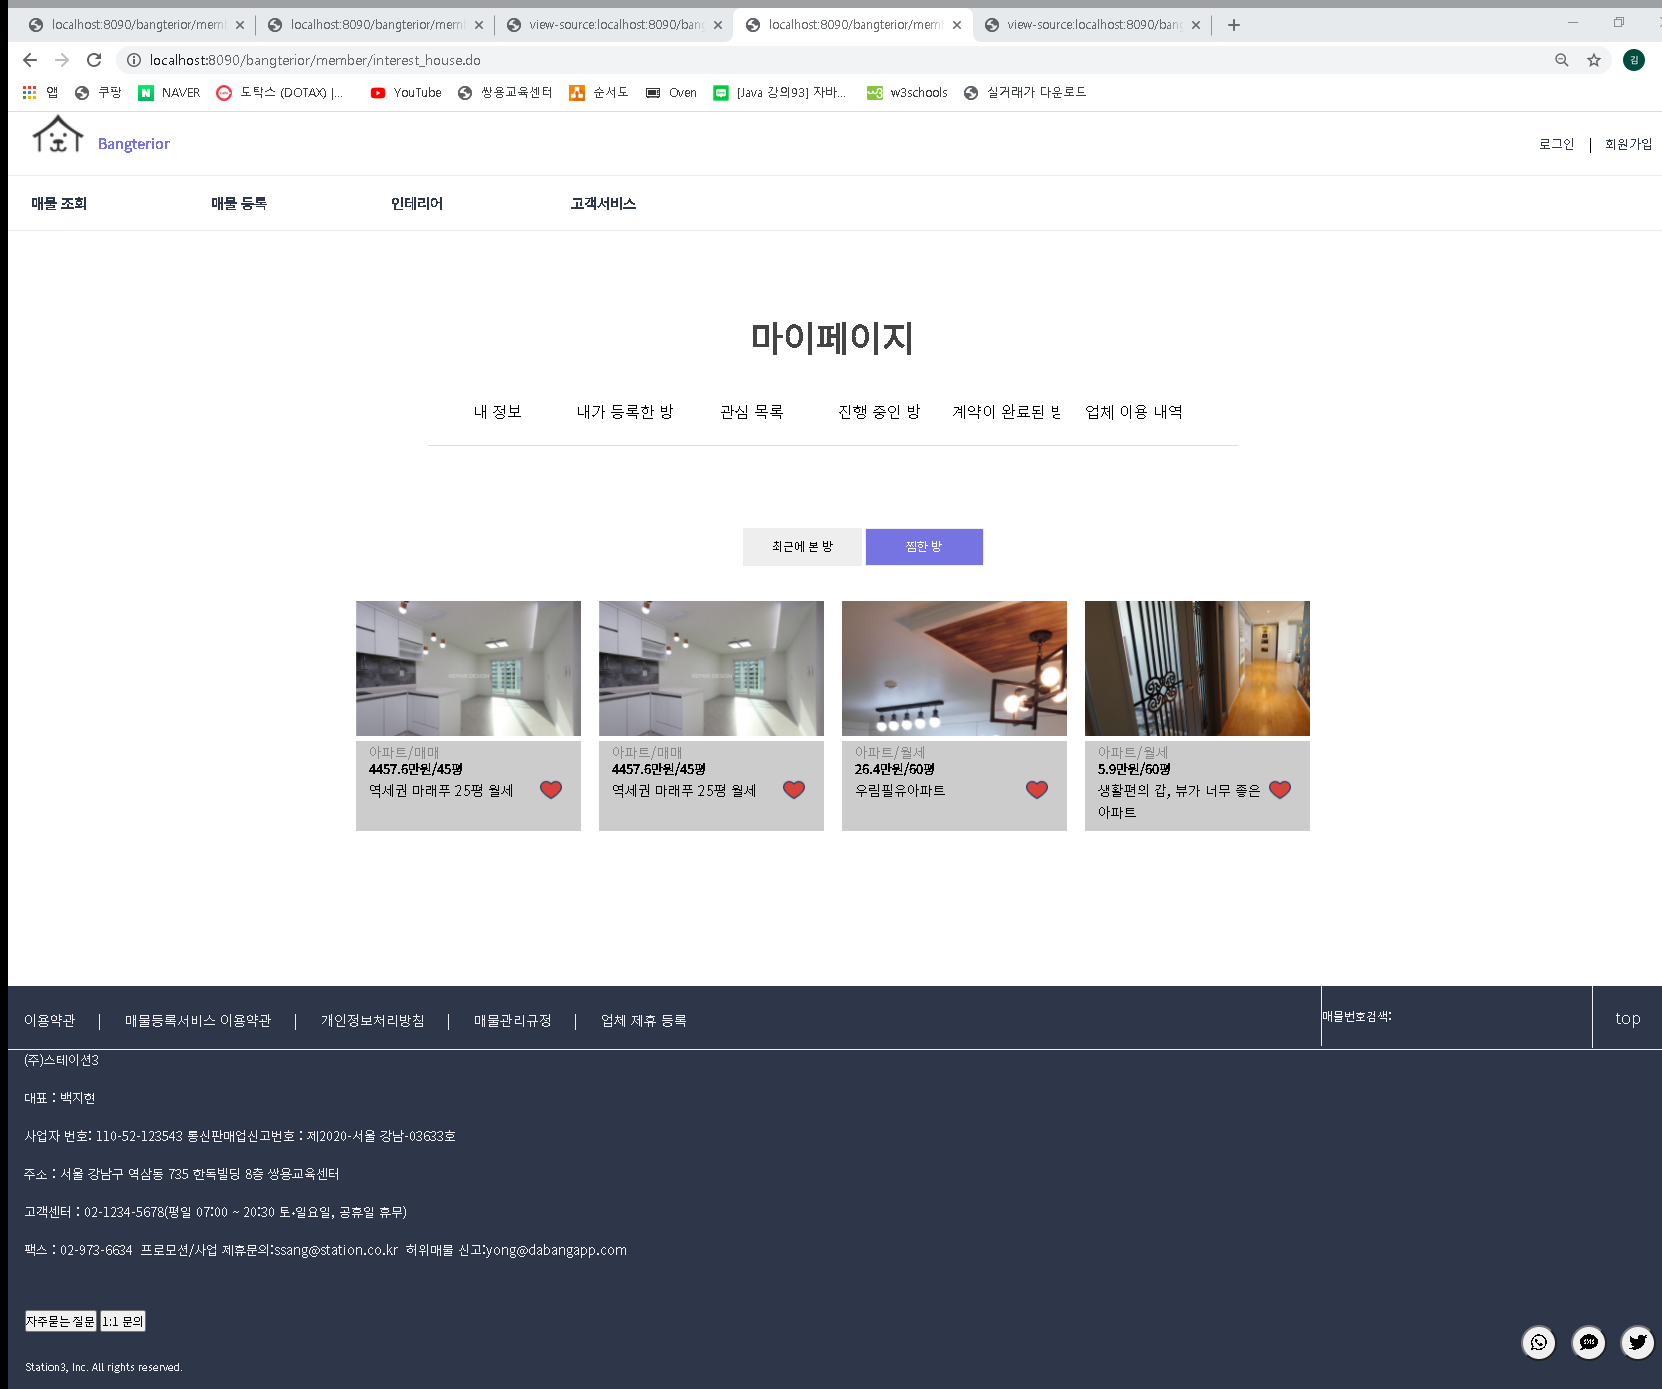 localhost:8090/bangterior/mem
localhost:8090/bangterior/mem
view-source:localhost:8090/bang
localhost:8090/bangterior/mem
view-source:localhost:8090/bang
localhost:8090/bangterior/member/interest_house.do
김
앱
쿠팡
NAVER
도탁스 (DOTAX) |...
YouTube
쌍용교육센터
순서도
Oven
[Java 강의93] 자바...
w3schools
실거래가 다운로드
Bangterior
로그인 | 회원가입
매물 조회
매물 등록
인테리어
고객서비스
마이페이지
내 정보
내가 등록한 방
관심 목록
진행 중인 방
계약이 완료된 방
업체 이용 내역
최근에 본 방
찜한 방
아파트/매매
4457.6만원/45평
역세권 마래푸 25평 월세
아파트/매매
4457.6만원/45평
역세권 마래푸 25평 월세
아파트/월세
26.4만원/60평
우림필유아파트
아파트/월세
5.9만원/60평
생활편의 갑, 뷰가 너무 좋은
아파트
이용약관 | 매물등록서비스 이용약관 | 개인정보처리방침 | 매물관리규정 | 업체 제휴 등록
매물번호검색:
top
(주)스테이션3
대표 : 백지현
사업자 번호: 110-52-123543 통신판매업신고번호 : 제2020-서울 강남-03633호
주소 : 서울 강남구 역삼동 735 한독빌딩 8층 쌍용교육센터
고객센터 : 02-1234-5678(평일 07:00 ~ 20:30 토·일요일, 공휴일 휴무)
팩스 : 02-973-6634 프로모션/사업 제휴문의:ssang@station.co.kr 허위매물 신고:yong@dabangapp.com
자주묻는 질문
1:1 문의
Station3, Inc. All rights reserved.